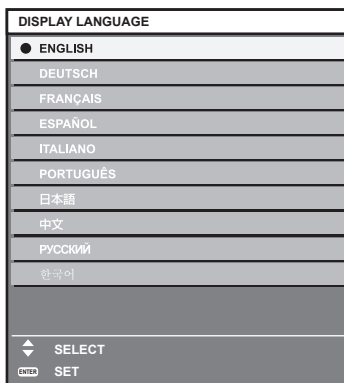 DISPLAY LANGUAGE
ENGLISH
DEUTSCH
FRANÇAIS
ESPAÑOL
ITALIANO
PORTUGUÊS
日本語
中文
РУССКИЙ
한국어
SELECT
ENTER SET